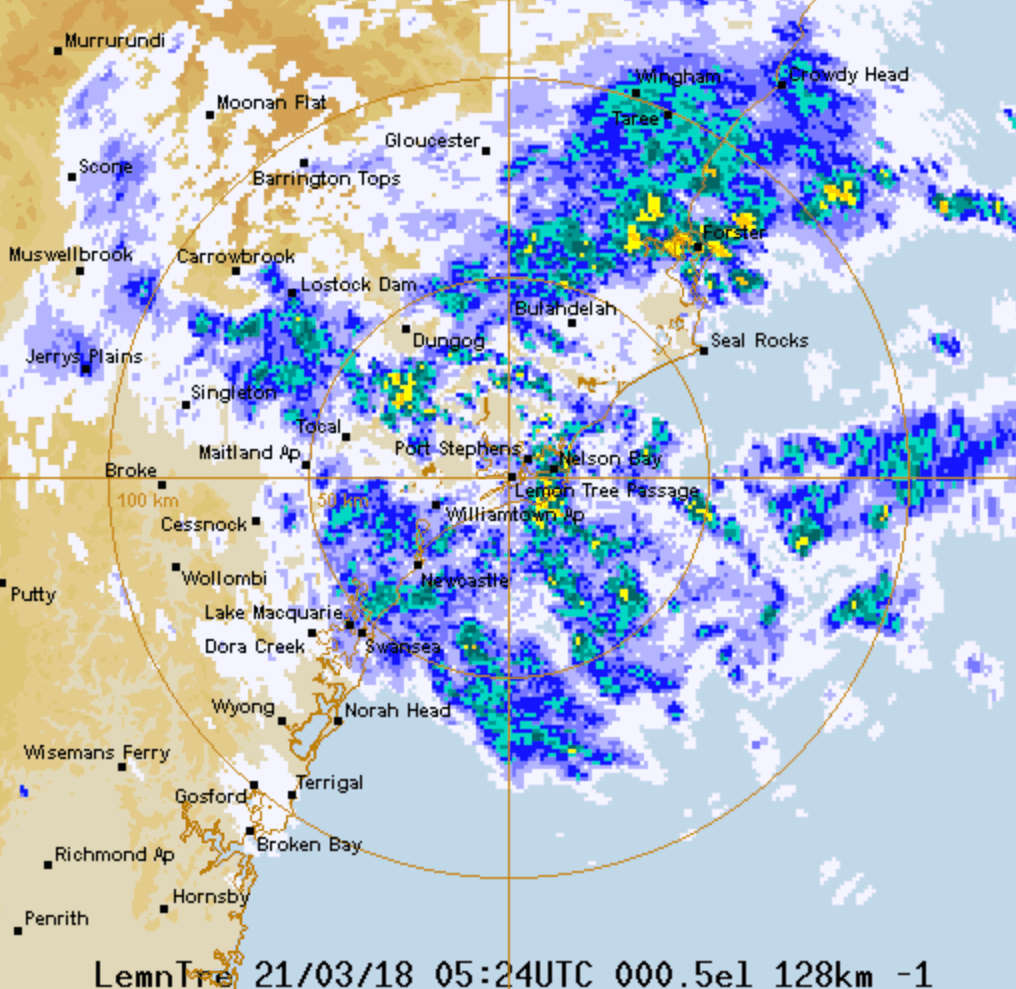 Murrurundi
Wingham
Crowdy Head
Moonan Flat
Taree
Gloucester
Scone
Barrington Tops
Forster
Muswellbrook
Carrowbrook
Lostock Dam
Bulahdelah
Dungog
Seal Rocks
Jerrys Plains
Singleton
Tocal
Port Stephens
Maitland Ap
Nelson Bay
Broke
Lemon Tree Passage
100 km
50 km
Williamtown Ap
Cessnock
Wollombi
Newcastle
Putty
Lake Macquarie
Dora Creek
Swansea
Wyong
Norah Head
Wisemans Ferry
Terrigal
Gosford
Broken Bay
Richmond Ap
Hornsby
Penrith
LemnTre 21/03/18 05:24UTC 000.5el 128km -1